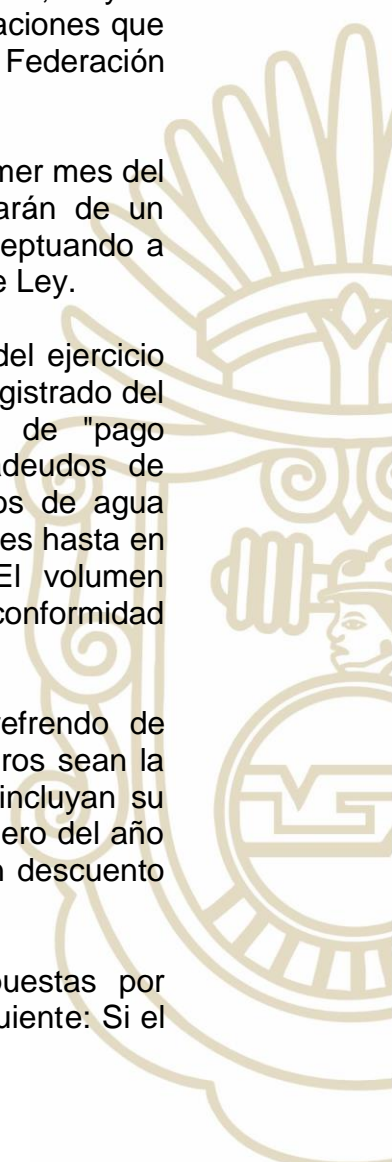 aciones que
Federación
mer mes del
arán de un
eptuando a
e Ley.
del ejercicio
gistrado del
de "pago
adeudos de
os de agua
es hasta en
El volumen
conformidad
efrendo de
ros sean la
incluyan su
ero del año
n descuento
uestas por
uiente: Si el